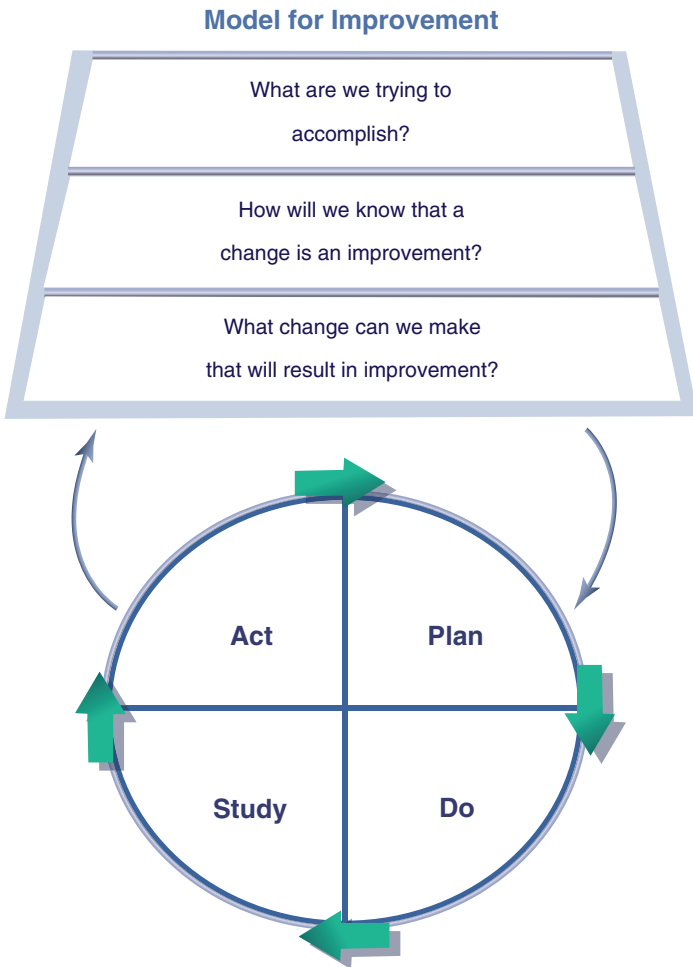 Model for Improvement
What are we trying to
accomplish?
How will we know that a
change is an improvement?
What change can we make
that will result in improvement?
Act
Plan
Study
Do